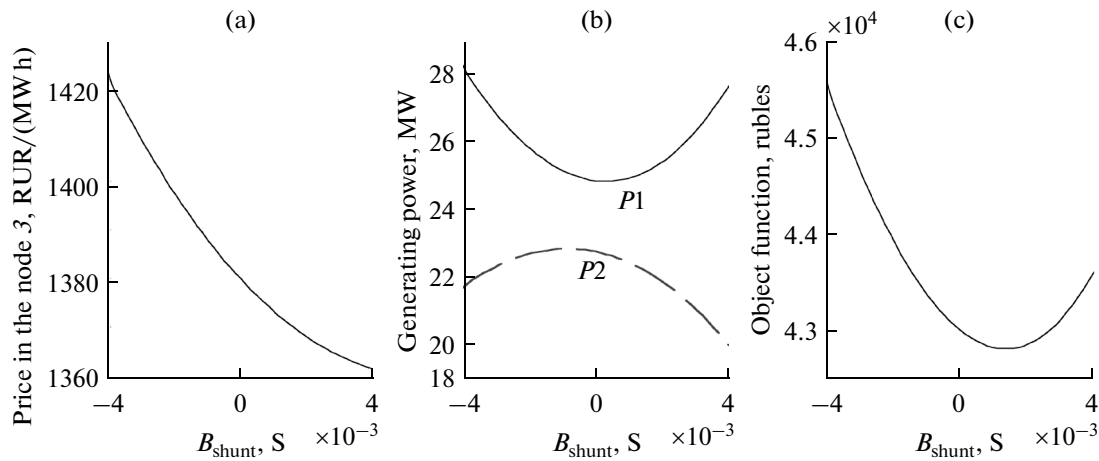 (a)
Price in the node 3, RUR/(MWh)
1420
1400
1380
1360
−4
0
4
B_shunt, S
×10^−3
(b)
Generating power, MW
28
26
24
22
20
18
P1
P2
−4
0
4
B_shunt, S
×10^−3
(c)
×10^4
Object function, rubles
4.6
4.5
4.4
4.3
−4
0
4
B_shunt, S
×10^−3